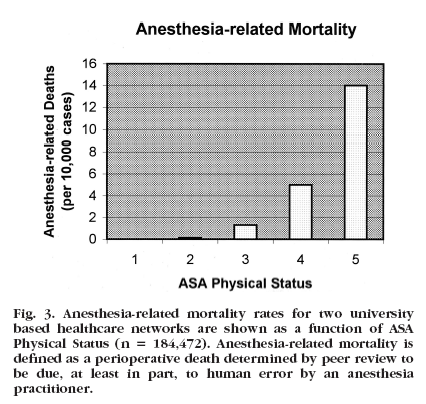 Anesthesia-related Mortality
Anesthesia-related Deaths
(per 10,000 cases)
16
14
12
10
8
6
4
2
0
1 2 3 4 5
ASA Physical Status
Fig. 3. Anesthesia-related mortality rates for two university
based healthcare networks are shown as a function of ASA
Physical Status (n = 184,472). Anesthesia-related mortality is
defined as a perioperative death determined by peer review to
be due, at least in part, to human error by an anesthesia
practitioner.